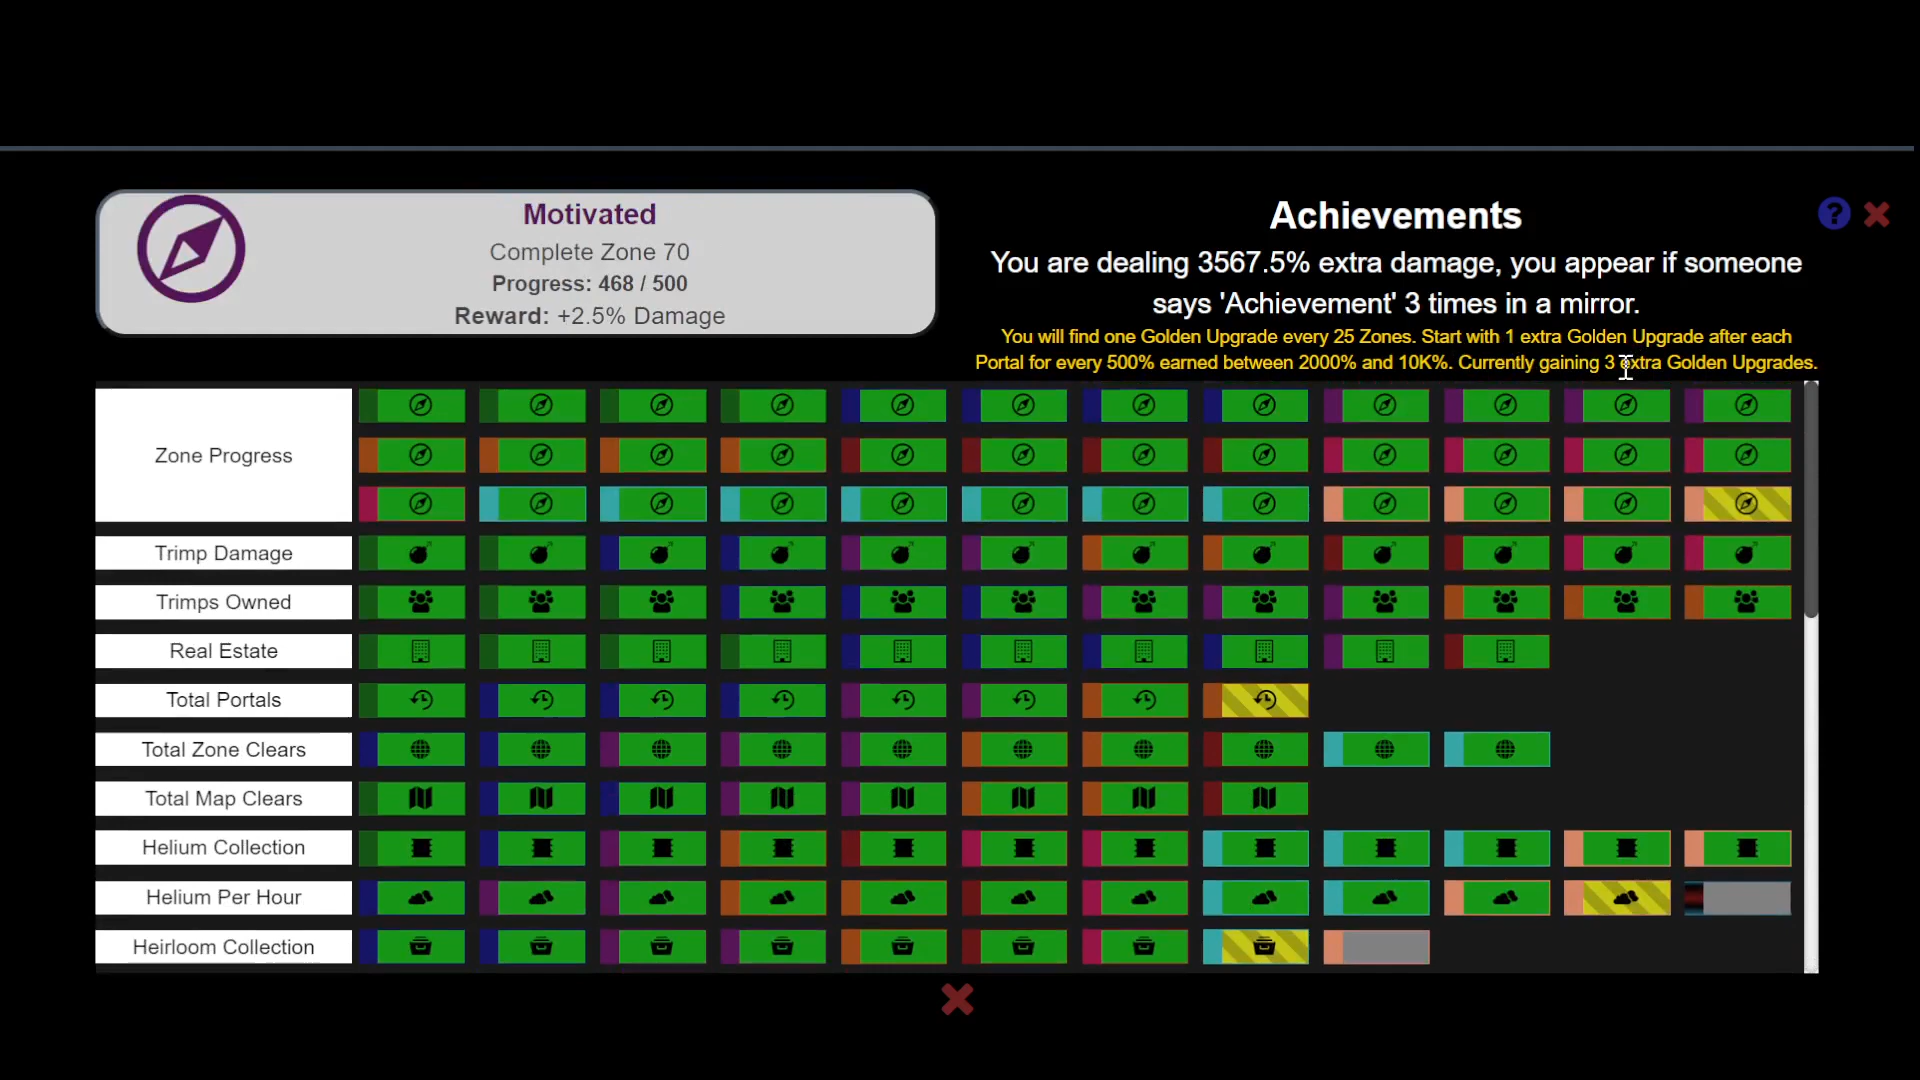 Motivated
Complete Zone 70
Progress: 468 / 500
Reward: +2.5% Damage
Achievements
You are dealing 3567.5% extra damage, you appear if someone
says 'Achievement' 3 times in a mirror.
You will find one Golden Upgrade every 25 Zones. Start with 1 extra Golden Upgrade after each
Portal for every 500% earned between 2000% and 10K%. Currently gaining 3 extra Golden Upgrades.
?
Zone Progress
Trimp Damage
Trimps Owned
Real Estate
Total Portals
Total Zone Clears
Total Map Clears
Helium Collection
Helium Per Hour
Heirloom Collection